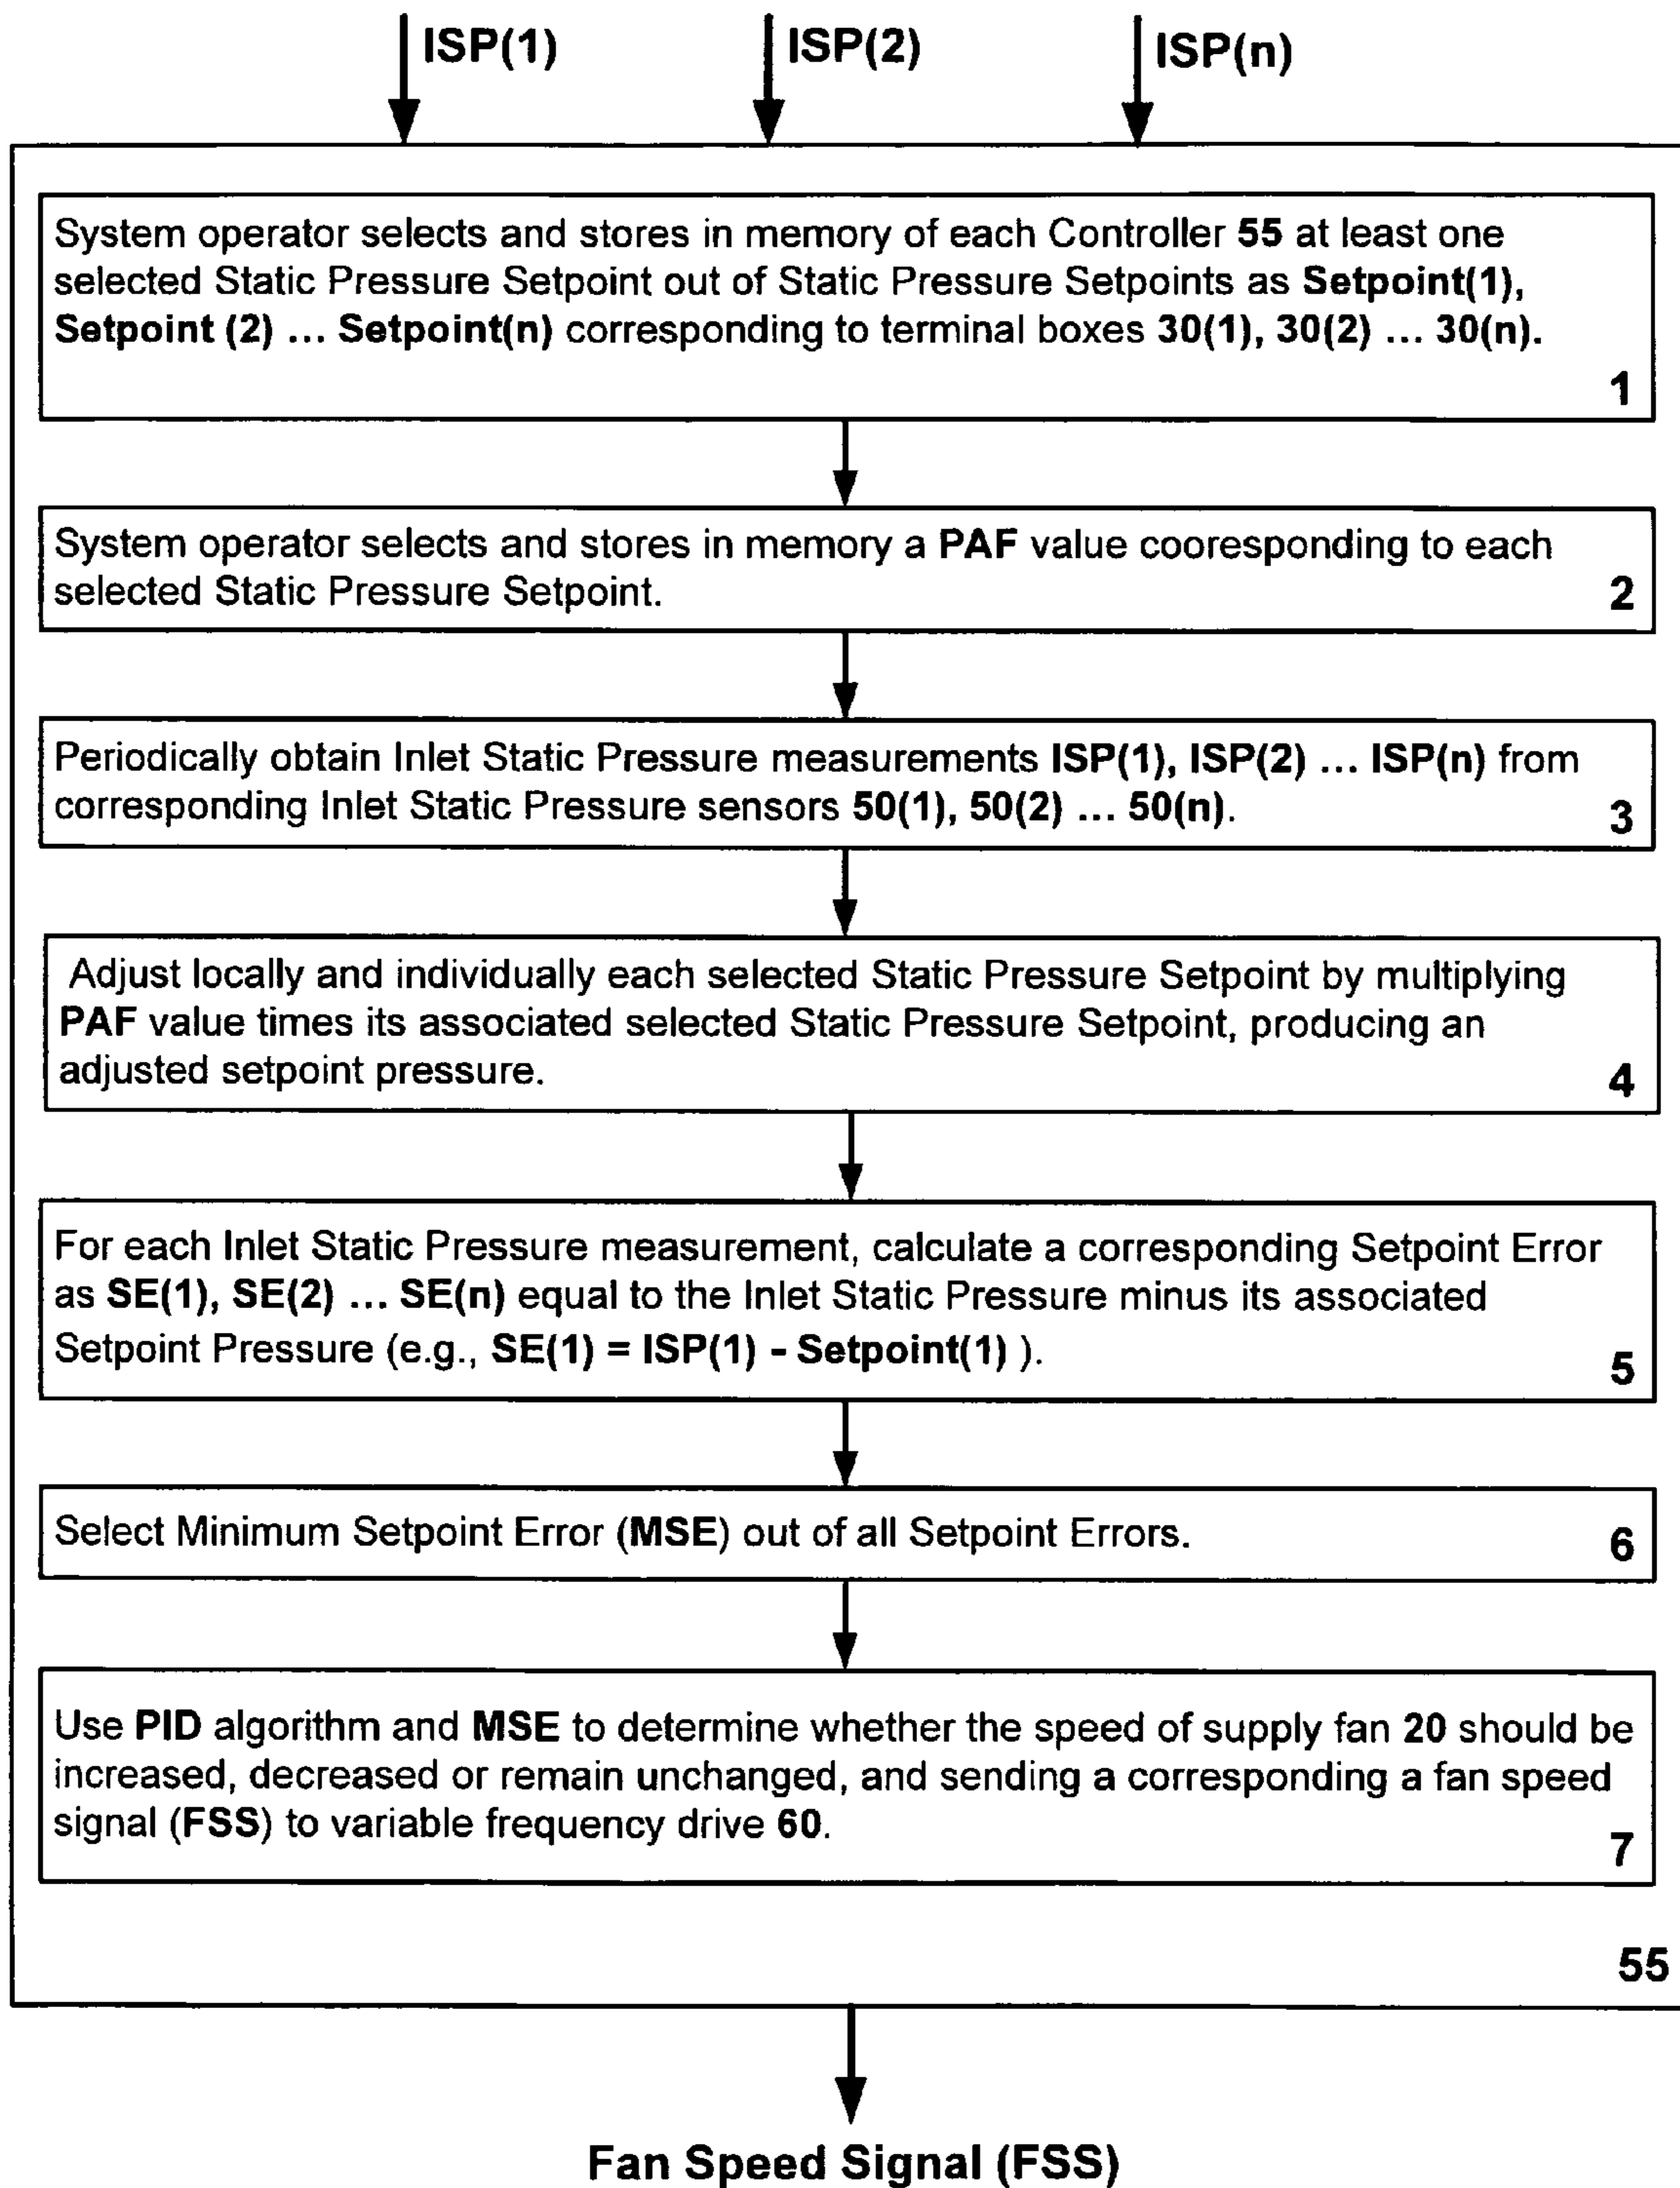 ISP(1)
ISP(2)
ISP(n)
System operator selects and stores in memory of each Controller 55 at least one
selected Static Pressure Setpoint out of Static Pressure Setpoints as Setpoint(1),
Setpoint (2) ... Setpoint(n) corresponding to terminal boxes 30(1), 30(2) ... 30(n).
1
System operator selects and stores in memory a PAF value cooresponding to each
selected Static Pressure Setpoint.
2
Periodically obtain Inlet Static Pressure measurements ISP(1), ISP(2) ... ISP(n) from
corresponding Inlet Static Pressure sensors 50(1), 50(2) ... 50(n).
3
Adjust locally and individually each selected Static Pressure Setpoint by multiplying
PAF value times its associated selected Static Pressure Setpoint, producing an
adjusted setpoint pressure.
4
For each Inlet Static Pressure measurement, calculate a corresponding Setpoint Error
as SE(1), SE(2) ... SE(n) equal to the Inlet Static Pressure minus its associated
Setpoint Pressure (e.g., SE(1) = ISP(1) - Setpoint(1) ).
5
Select Minimum Setpoint Error (MSE) out of all Setpoint Errors.
6
Use PID algorithm and MSE to determine whether the speed of supply fan 20 should be
increased, decreased or remain unchanged, and sending a corresponding a fan speed
signal (FSS) to variable frequency drive 60.
7
55
Fan Speed Signal (FSS)